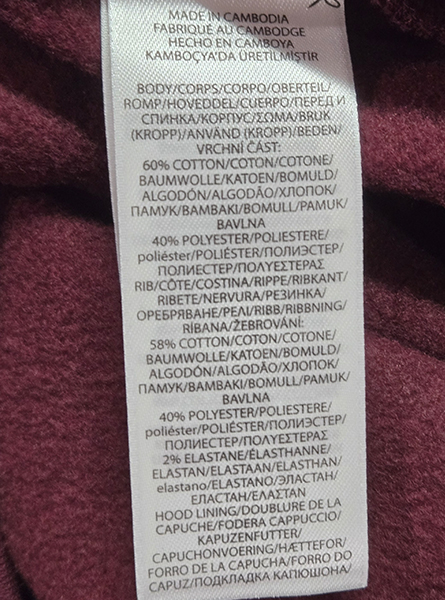 MADE IN CAMBODIA
FABRIQUÉ AU CAMBODGE
HECHO EN CAMBOYA
KAMBOÇYA'DA ÜRETİLMİŞTİR
BODY/CORPS/CORPO/OBERTEIL/
ROMP/HOVEDDEL/CUERPO/ПЕРЕД И
СПИНКА/КОРПУС/ΣΩΜΑ/BRUK
(KROPP)/ANVÄND (KROPP)/BEDEN/
VRCHNÍ ČÁST:
60% COTTON/COTON/COTONE/
BAUMWOLLE/KATOEN/BOMULD/
ALGODÓN/ALGODÃO/ХЛОПОК/
ПАМУК/ΒΑΜΒΑΚΙ/BOMULL/PAMUK/
BAVLNA
40% POLYESTER/POLIESTERE/
poliéster/POLIÉSTER/ПОЛИЭСТЕР/
ПОЛИЕСТЕР/ΠΟΛΥΕΣΤΕΡΑΣ
RIB/CÔTE/COSTINA/RIPPE/RIBKANT/
RIBETE/NERVURA/РЕЗИНКА/
ОРЕБРЯВАНЕ/ΡΕΛΙ/RIBB/RIBBNING/
RİBANA/ŽEBROVÁNÍ:
58% COTTON/COTON/COTONE/
BAUMWOLLE/KATOEN/BOMULD/
ALGODÓN/ALGODÃO/ХЛОПОК/
ПАМУК/ΒΑΜΒΑΚΙ/BOMULL/PAMUK/
BAVLNA
40% POLYESTER/POLIESTERE/
poliéster/POLIÉSTER/ПОЛИЭСТЕР/
ПОЛИЕСТЕР/ΠΟΛΥΕΣΤΕΡΑΣ
2% ELASTANE/ÉLASTHANNE/
ELASTAN/ELASTAAN/ELASTHAN/
elastano/ELASTANO/ЭЛАСТАН/
ЕЛАСТАН/ΕΛΑΣΤΑΝ
HOOD LINING/DOUBLURE DE LA
CAPUCHE/FODERA CAPPUCCIO/
KAPUZENFUTTER/
CAPUCHONVOERING/HÆTTEFOR/
FORRO DE LA CAPUCHA/FORRO DO
CAPUZ/ПОДКЛАДКА КАПЮШОНА/